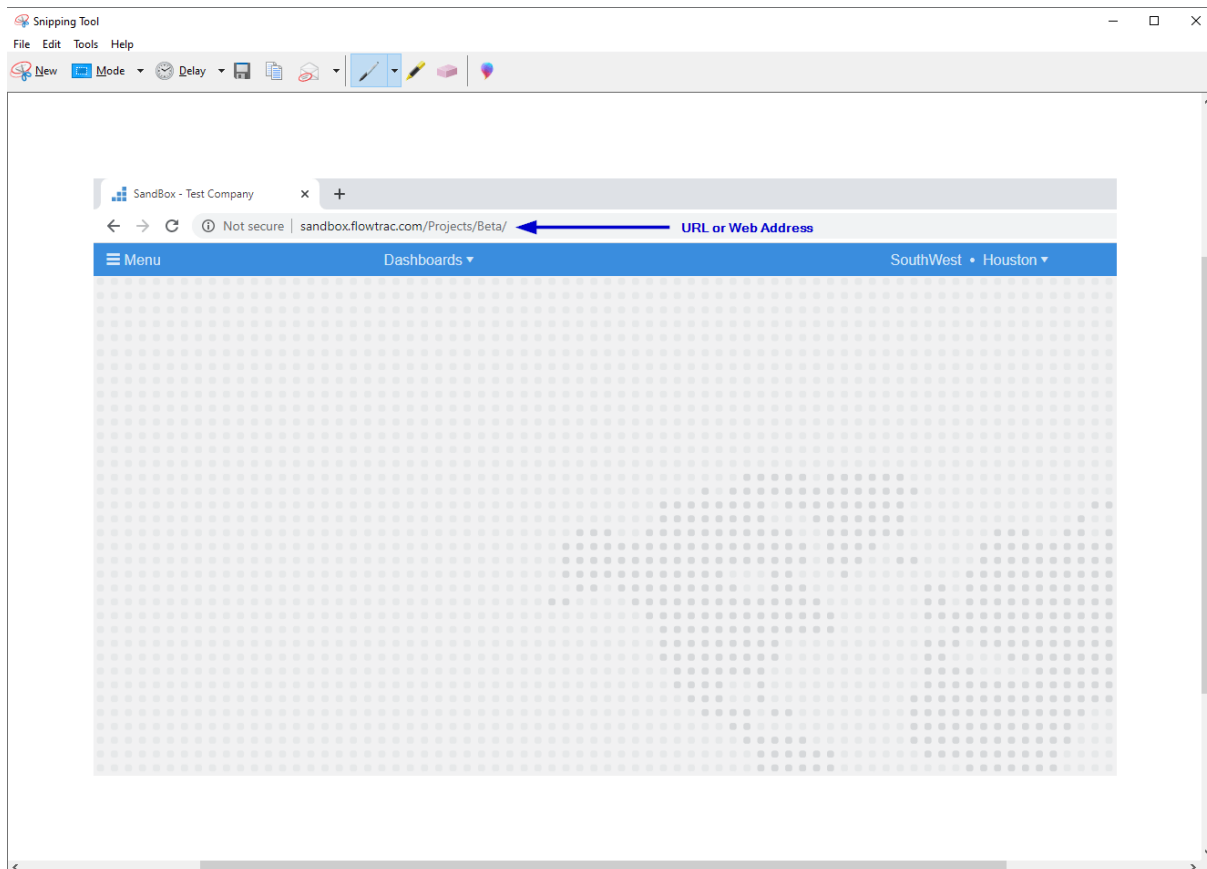 Snipping Tool
File Edit Tools Help
New Mode Delay
SandBox - Test Company
Not secure | sandbox.flowtrac.com/Projects/Beta/ URL or Web Address
Menu Dashboards SouthWest • Houston